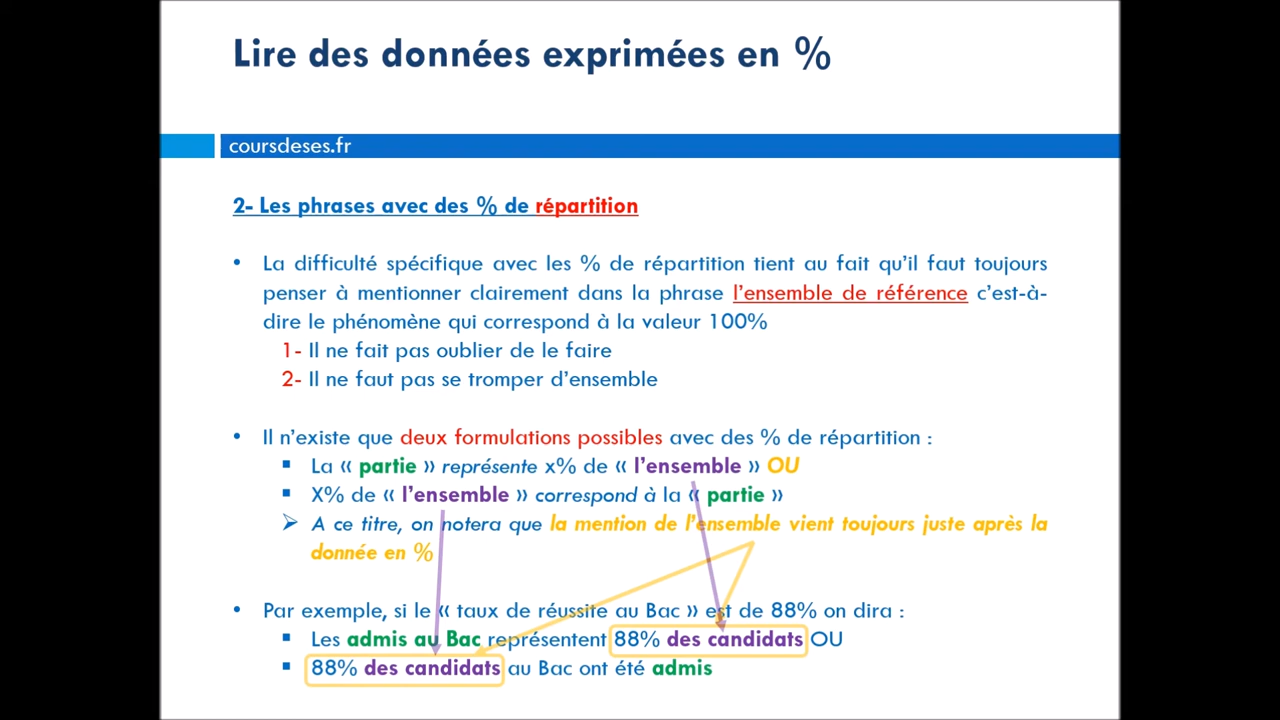 Lire des données exprimées en %
coursdeses.fr
2- Les phrases avec des % de répartition
• La difficulté spécifique avec les % de répartition tient au fait qu'il faut toujours
penser à mentionner clairement dans la phrase l'ensemble de référence c'est-à-
dire le phénomène qui correspond à la valeur 100%
1- Il ne fait pas oublier de le faire
2- Il ne faut pas se tromper d'ensemble
• Il n'existe que deux formulations possibles avec des % de répartition :
▪ La « partie » représente x% de « l'ensemble » OU
▪ X% de « l'ensemble » correspond à la « partie »
➢ A ce titre, on notera que la mention de l'ensemble vient toujours juste après la
donnée en %
• Par exemple, si le « taux de réussite au Bac » est de 88% on dira :
▪ Les admis au Bac représentent 88% des candidats OU
▪ 88% des candidats au Bac ont été admis